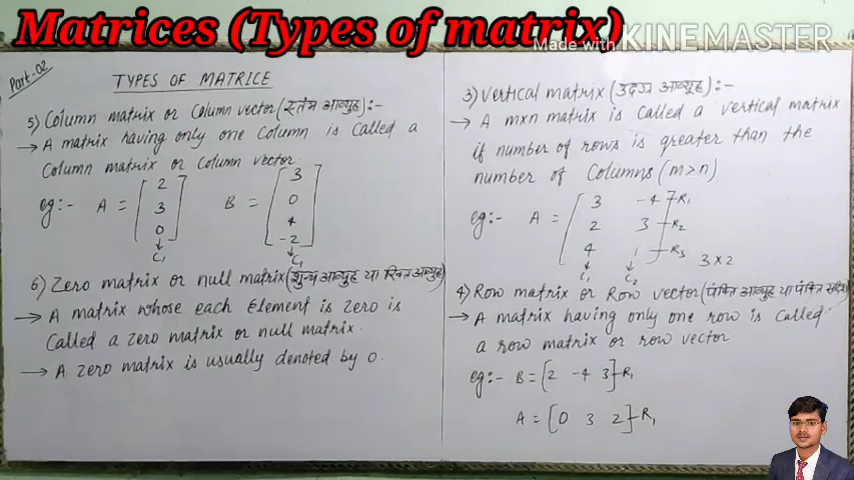 Matrices (Types of matrix)
Made with KINEMASTER
Part-02
TYPES OF MATRICE
5) Column matrix or Column vector (स्तंभ आव्यूह) :-
→ A matrix having only one Column is called a
Column matrix or Column vector.
eg:- A = [2 3 0] B = [3 0 4 -2]
C₁ C₁
6) Zero matrix or null matrix (शुन्य आव्यूह या रिक्त आव्यूह)
→ A matrix whose each Element is zero is
Called a zero matrix or null matrix.
→ A zero matrix is usually denoted by 0.
3) Vertical matrix (उदग्र आव्यूह) :-
→ A mxn matrix is called a vertical matrix
if number of rows is greater than the
number of Columns (m>n)
eg:- A = [3 -4 R₁
2 3 R₂
4 1 R₃
C₁ C₂ 3×2
4) Row matrix or Row vector (पंक्ति आव्यूह या पंक्ति सदिश)
→ A matrix having only one row is called
a row matrix or row vector
eg:- B = [2 -4 3] R₁
A = [0 3 2] R₁